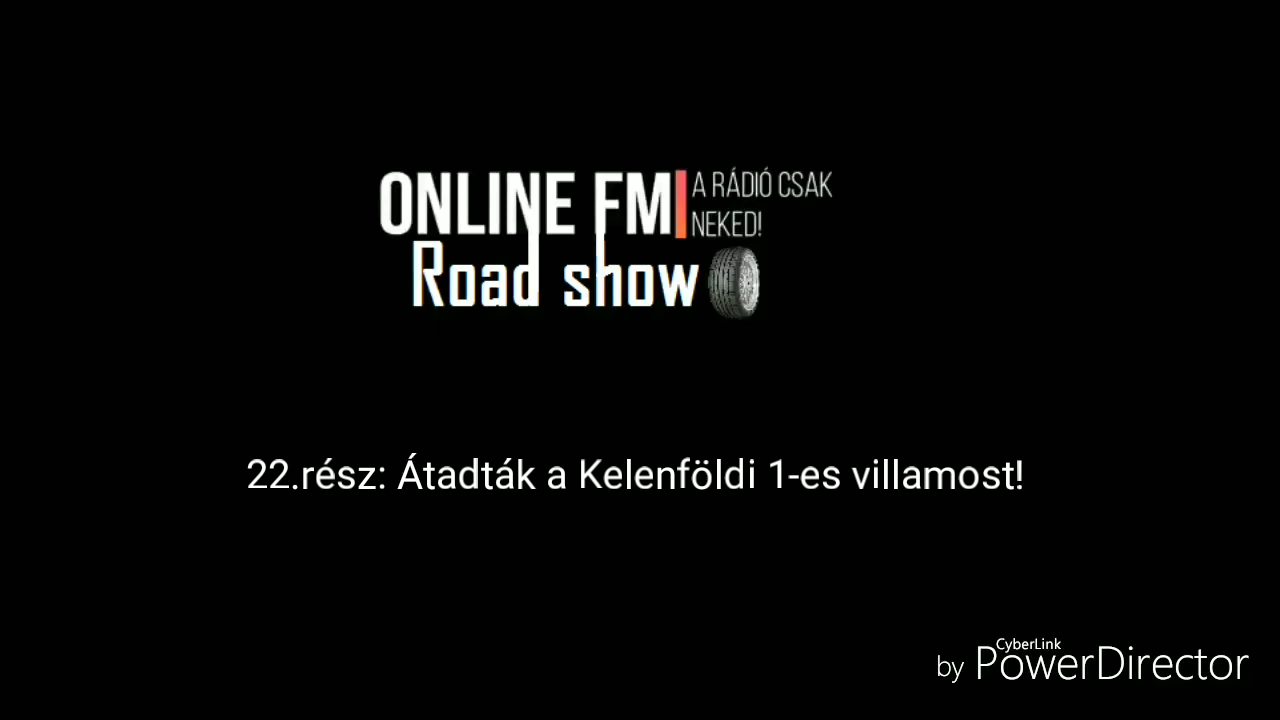 ONLINE FM
A RÁDIÓ CSAK
NEKED!
Road show
22.rész: Átadták a Kelenföldi 1-es villamost!
CyberLink
by PowerDirector